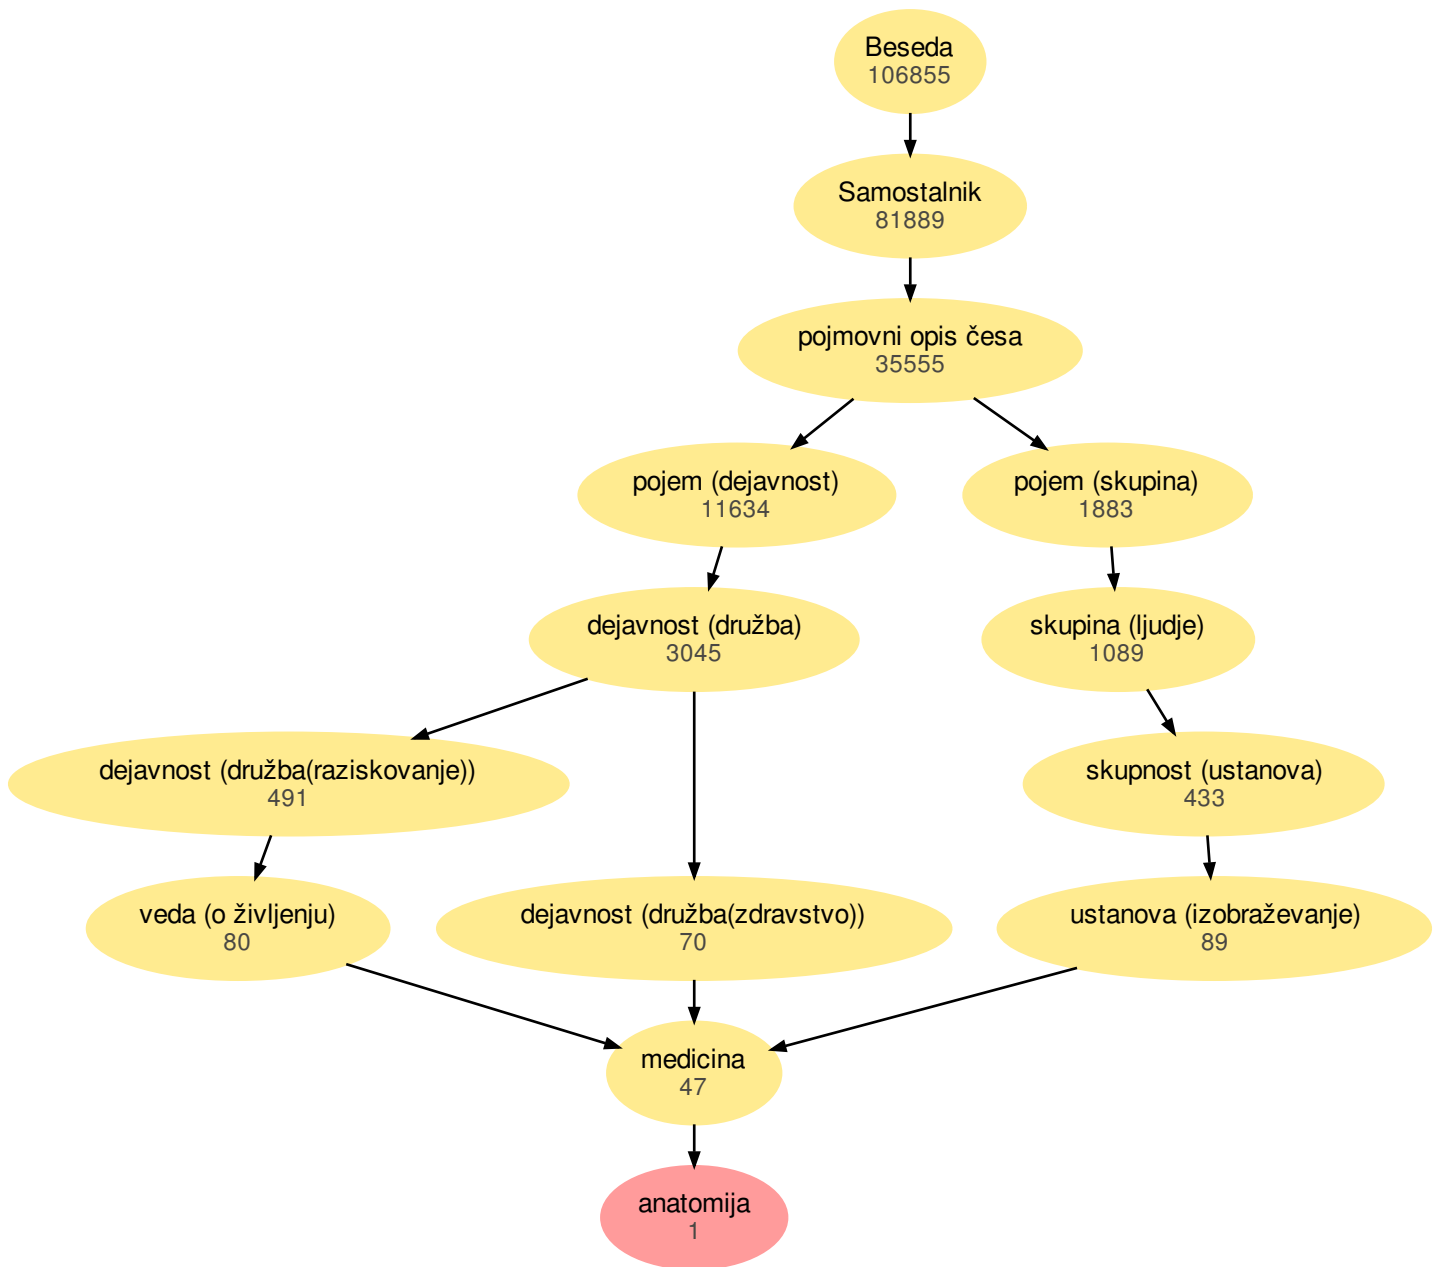 Beseda
106855
Samostalnik
81889
pojmovni opis česa
35555
pojem (dejavnost)
11634
pojem (skupina)
1883
dejavnost (družba)
3045
skupina (ljudje)
1089
dejavnost (družba(raziskovanje))
491
skupnost (ustanova)
433
veda (o življenju)
80
dejavnost (družba(zdravstvo))
70
ustanova (izobraževanje)
89
medicina
47
anatomija
1